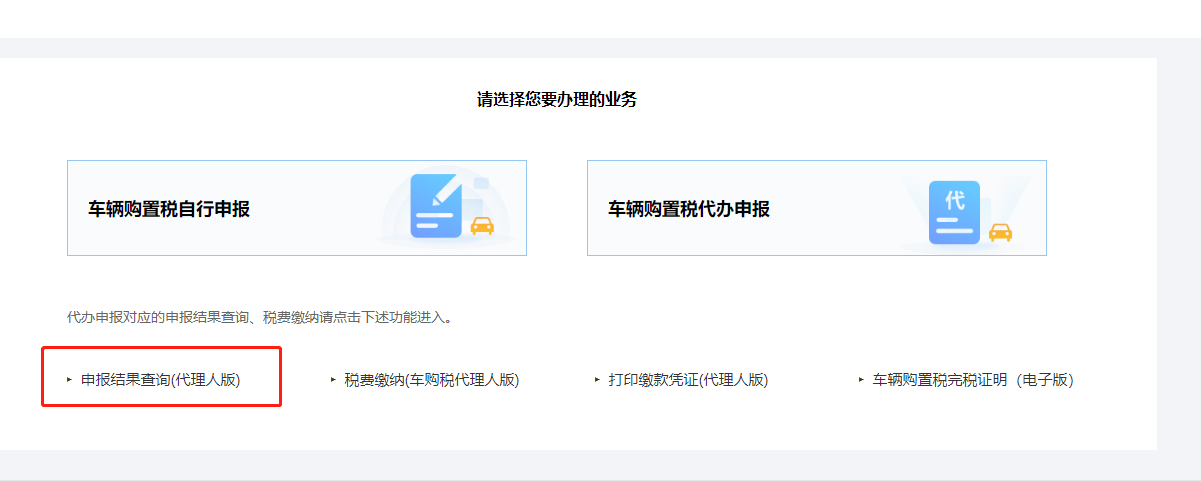 请选择您要办理的业务
车辆购置税自行申报
车辆购置税代办申报
代
代办申报对应的申报结果查询、税费缴纳请点击下述功能进入。
申报结果查询(代理人版)
税费缴纳(车购税代理人版)
打印缴款凭证(代理人版)
车辆购置税完税证明（电子版）